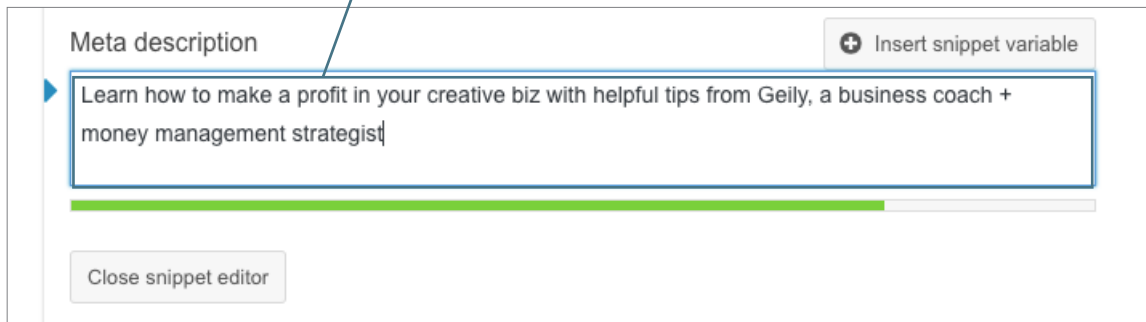 Meta description
Insert snippet variable
Learn how to make a profit in your creative biz with helpful tips from Geily, a business coach +
money management strategist
Close snippet editor